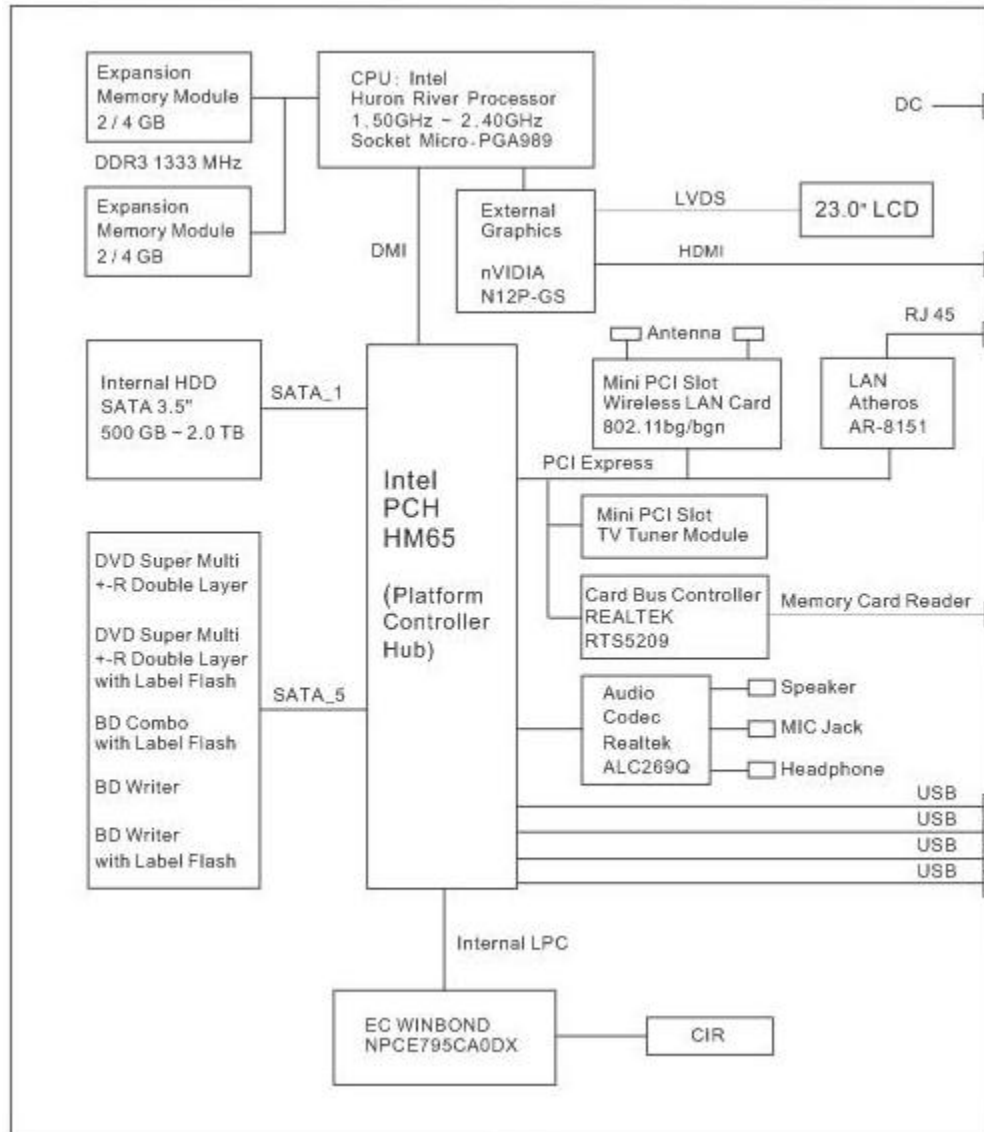 Expansion
Memory Module
2 / 4 GB
DDR3 1333 MHz
Expansion
Memory Module
2 / 4 GB
CPU: Intel
Huron River Processor
1.50GHz ~ 2.40GHz
Socket Micro-PGA989
DC
External
Graphics
nVIDIA
N12P-GS
LVDS
23.0" LCD
HDMI
DMI
RJ 45
Antenna
Internal HDD
SATA 3.5"
500 GB ~ 2.0 TB
SATA_1
Mini PCI Slot
Wireless LAN Card
802.11bg/bgn
LAN
Atheros
AR-8151
PCI Express
Intel
PCH
HM65
(Platform
Controller
Hub)
Mini PCI Slot
TV Tuner Module
Card Bus Controller
REALTEK
RTS5209
Memory Card Reader
DVD Super Multi
+-R Double Layer
DVD Super Multi
+-R Double Layer
with Label Flash
BD Combo
with Label Flash
BD Writer
BD Writer
with Label Flash
SATA_5
Audio
Codec
Realtek
ALC269Q
Speaker
MIC Jack
Headphone
USB
USB
USB
USB
Internal LPC
EC WINBOND
NPCE795CA0DX
CIR